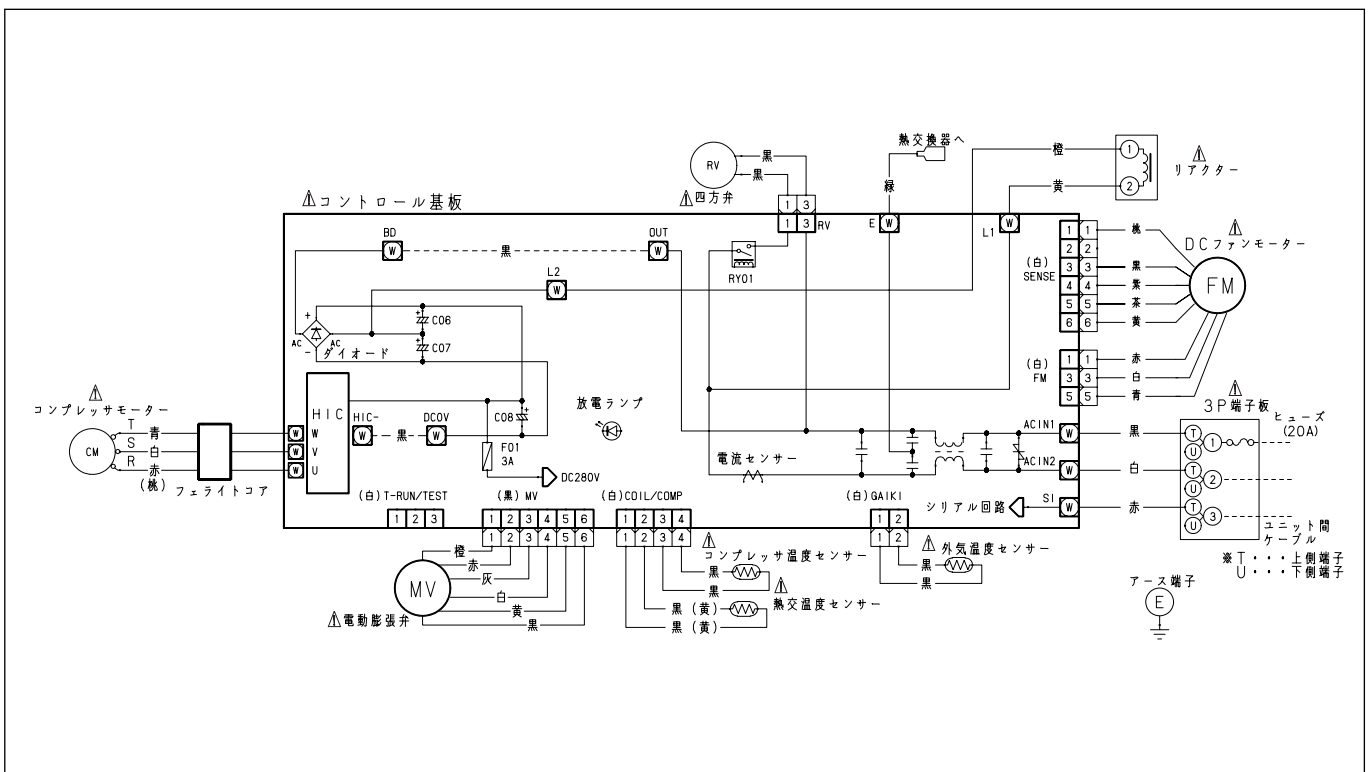 熱交換器へ
RV
黒
黒
四方弁
緑
橙
黄
1
2
リアクター
コントロール基板
1 3
1 3 RV
E W
L1 W
BD
W
黒
OUT
W
RY01
L2
W
(白)
SENSE
1 1 桃
2 2
3 3 黒
4 4 紫
5 5 茶
6 6 黄
DCファンモーター
FM
+
AC AC
-
ダイオード
+ C06
+ C07
(白)
FM
1 1 赤
3 3 白
5 5 青
3P端子板
ヒューズ
(20A)
コンプレッサモーター
CM
T 青
S 白
R 赤
(桃)
フェライトコア
HIC
W W
W V
W U
HIC-
W
黒
DC0V
W
C08 +
F01
3A
DC280V
放電ランプ
電流センサー
ACIN1 W 黒
ACIN2 W 白
SI W 赤
シリアル回路
T U 1
T U 2
T U 3
ユニット間
ケーブル
※T・・・上側端子
U・・・下側端子
(白)T-RUN/TEST
1 2 3
(黒)MV
1 2 3 4 5 6
1 2 3 4 5 6
(白)COIL/COMP
1 2 3 4
1 2 3 4
(白)GAIKI
1 2
1 2
MV
橙
赤
灰
白
黄
黒
電動膨張弁
コンプレッサ温度センサー
黒
黒
熱交温度センサー
黒(黄)
黒(黄)
外気温度センサー
黒
黒
アース端子
E